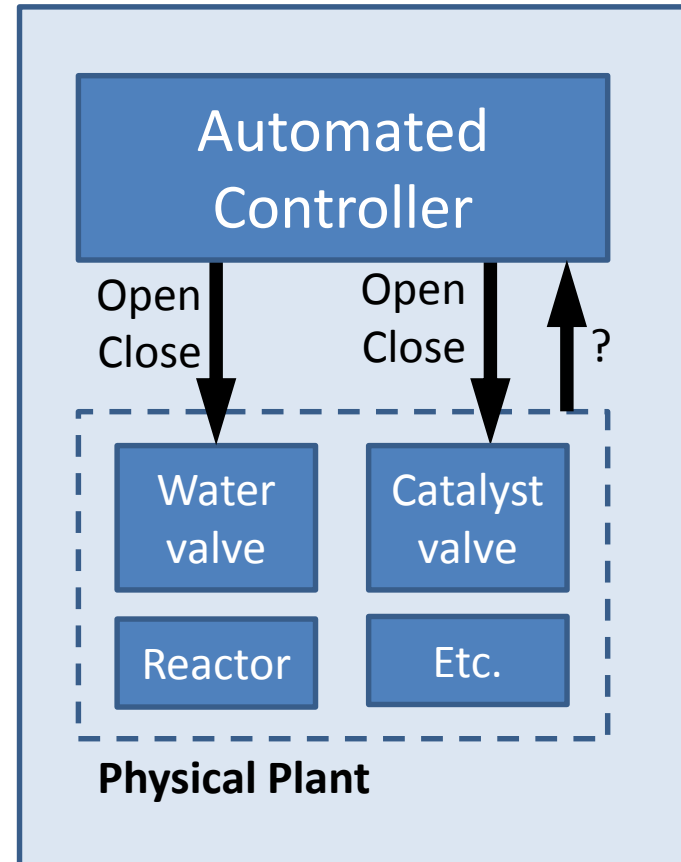 Automated
Controller
Open
Close
Open
Close
?
Water
valve
Catalyst
valve
Reactor
Etc.
Physical Plant